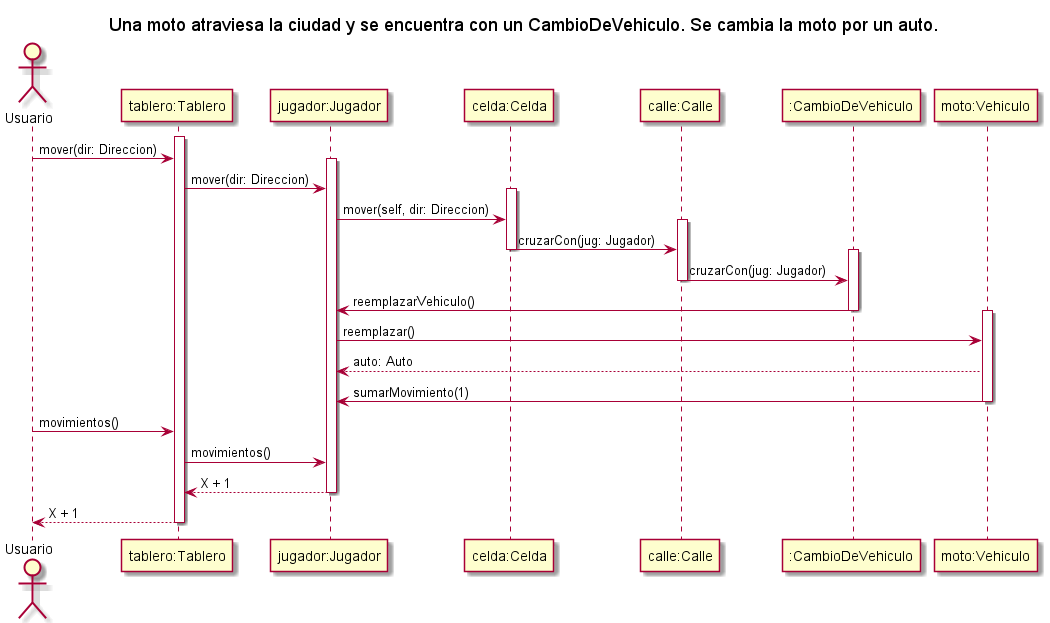 Una moto atraviesa la ciudad y se encuentra con un CambioDeVehiculo. Se cambia la moto por un auto.
Usuario
tablero:Tablero
jugador:Jugador
celda:Celda
calle:Calle
:CambioDeVehiculo
moto:Vehiculo
mover(dir: Direccion)
mover(dir: Direccion)
mover(self, dir: Direccion)
cruzarCon(jug: Jugador)
cruzarCon(jug: Jugador)
reemplazarVehiculo()
reemplazar()
auto: Auto
sumarMovimiento(1)
movimientos()
movimientos()
X + 1
X + 1
Usuario
tablero:Tablero
jugador:Jugador
celda:Celda
calle:Calle
:CambioDeVehiculo
moto:Vehiculo